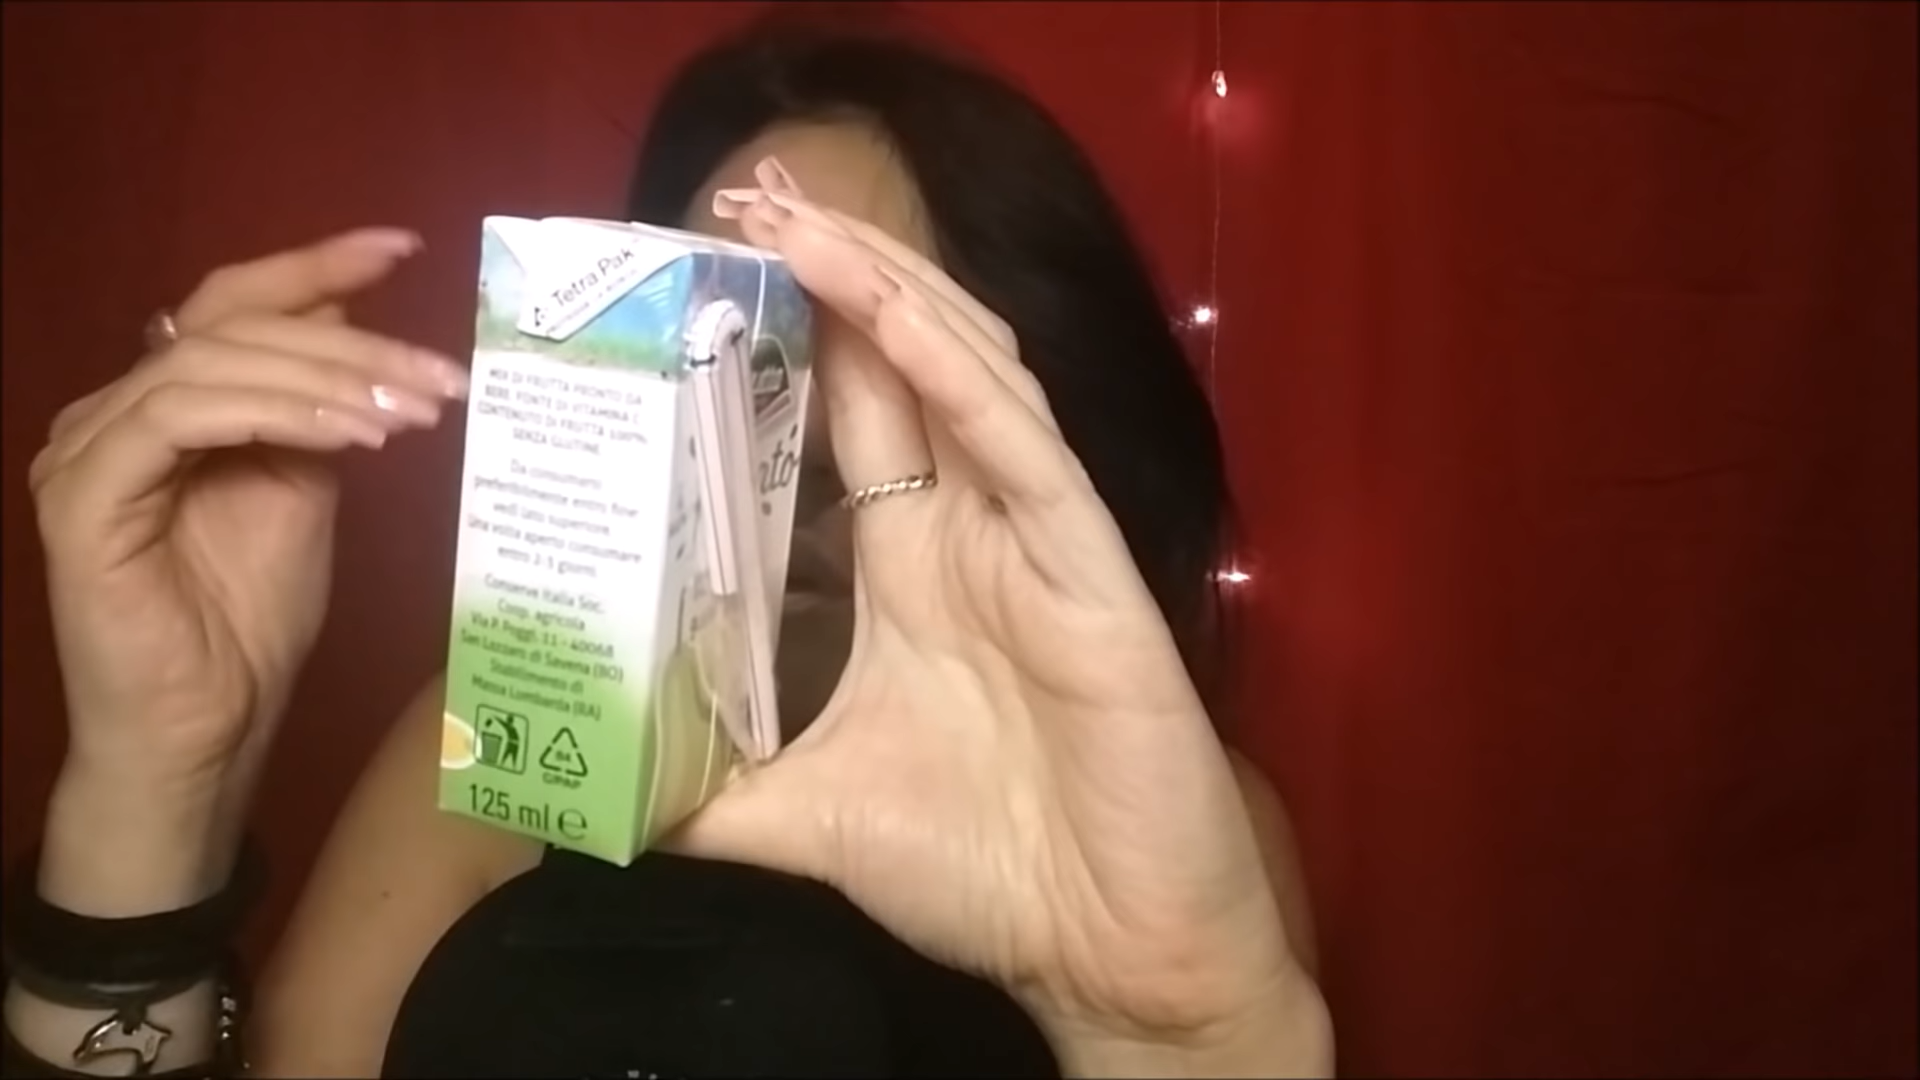 Tetra Pak
MIX DI FRUTTA PRONTO DA
BERE. FONTE DI VITAMINA C.
CONTENUTO DI FRUTTA 100%.
SENZA GLUTINE.
Da consumarsi
preferibilmente entro fine:
vedi lato superiore.
Una volta aperto consumare
entro 2-3 giorni.
Conserve Italia Soc.
Coop. agricola
Via P. Poggi, 11 - 40068
San Lazzaro di Savena (BO)
Stabilimento di
Massa Lombarda (RA)
84
C/PAP
125 ml e